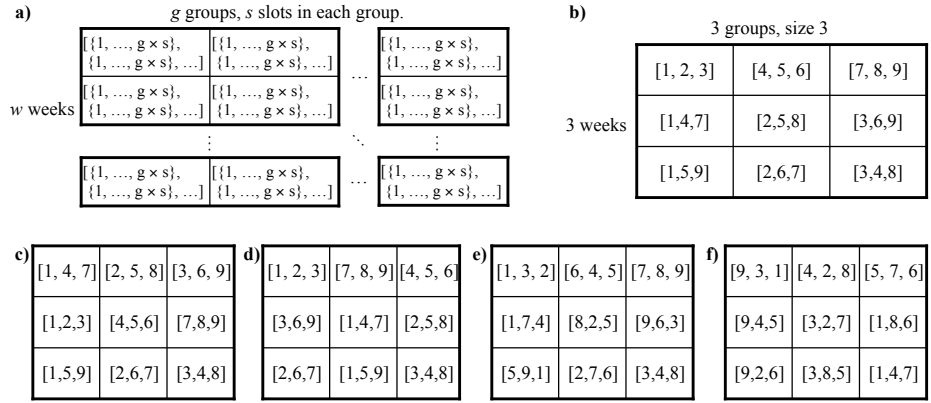 a)
g groups, s slots in each group.
[{1, …, g × s}, [{1, …, g × s}, [{1, …, g × s},
{1, …, g × s}, …] {1, …, g × s}, …] … {1, …, g × s}, …]
w weeks
[{1, …, g × s}, [{1, …, g × s}, [{1, …, g × s},
{1, …, g × s}, …] {1, …, g × s}, …] {1, …, g × s}, …]
⋮ ⋱ ⋮
[{1, …, g × s}, [{1, …, g × s}, [{1, …, g × s},
{1, …, g × s}, …] {1, …, g × s}, …] … {1, …, g × s}, …]
b)
3 groups, size 3
[1, 2, 3] [4, 5, 6] [7, 8, 9]
3 weeks [1,4,7] [2,5,8] [3,6,9]
[1,5,9] [2,6,7] [3,4,8]
c)
[1, 4, 7] [2, 5, 8] [3, 6, 9]
[1,2,3] [4,5,6] [7,8,9]
[1,5,9] [2,6,7] [3,4,8]
d)
[1, 2, 3] [7, 8, 9] [4, 5, 6]
[3,6,9] [1,4,7] [2,5,8]
[2,6,7] [1,5,9] [3,4,8]
e)
[1, 3, 2] [6, 4, 5] [7, 8, 9]
[1,7,4] [8,2,5] [9,6,3]
[5,9,1] [2,7,6] [3,4,8]
f)
[9, 3, 1] [4, 2, 8] [5, 7, 6]
[9,4,5] [3,2,7] [1,8,6]
[9,2,6] [3,8,5] [1,4,7]